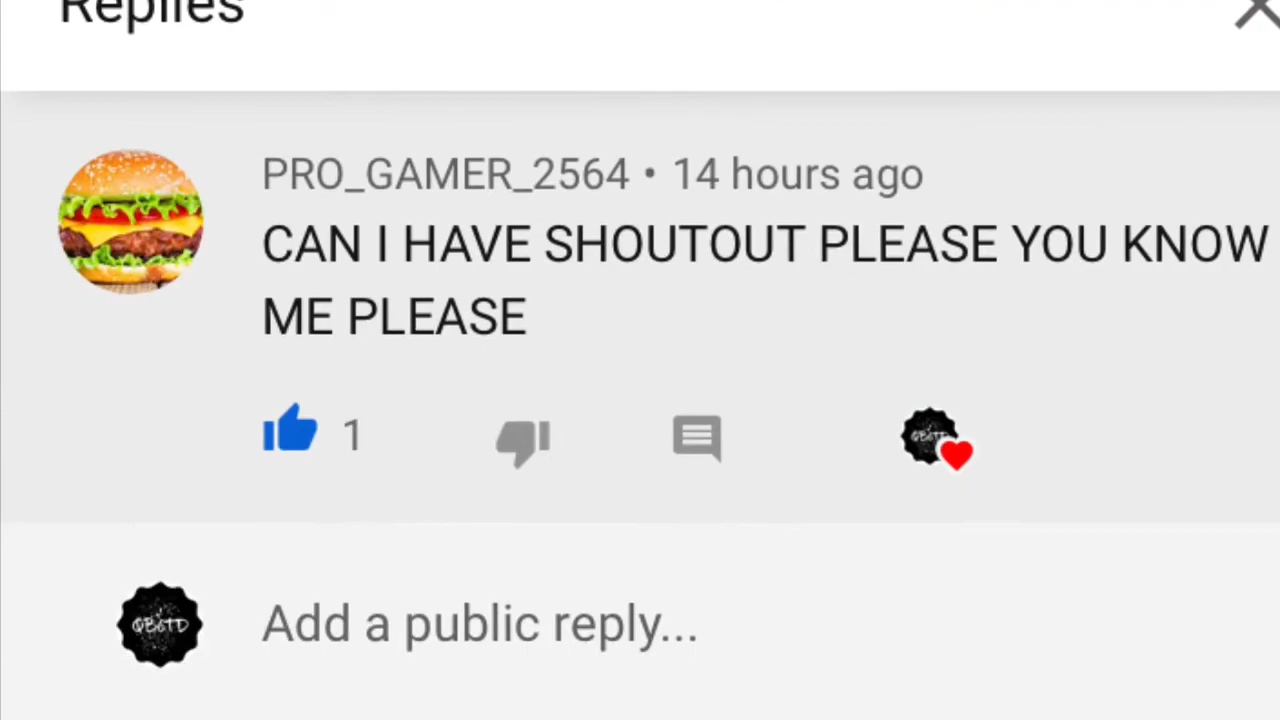 Replies
PRO_GAMER_2564 • 14 hours ago
CAN I HAVE SHOUTOUT PLEASE YOU KNOW
ME PLEASE
1
Add a public reply...